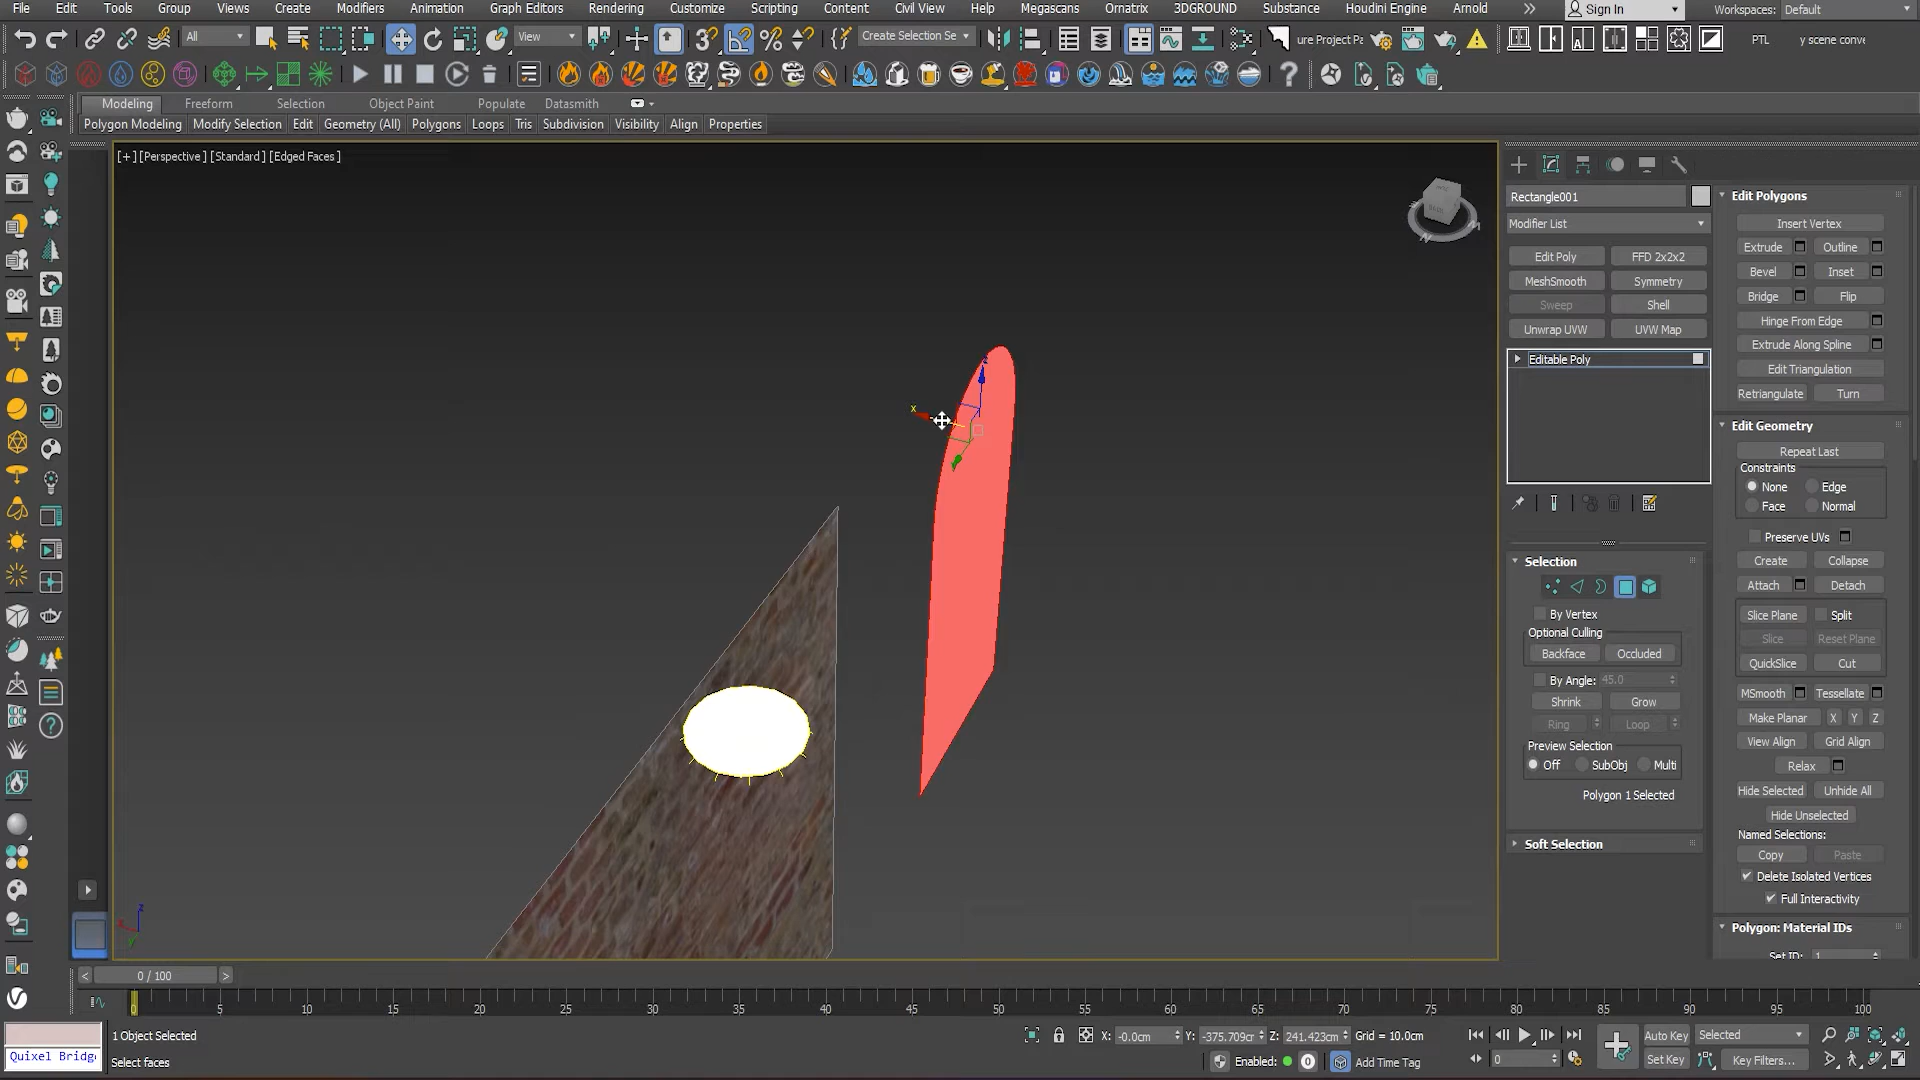 File Edit Tools Group Views Create Modifiers Animation Graph Editors Rendering Customize Scripting Content Civil View Help Megascans Ornatrix 3DGROUND Substance Houdini Engine Arnold Sign In Workspaces: Default
All View Create Selection Se ure Project Pa PTL y scene conve
Modeling Freeform Selection Object Paint Populate Datasmith
Polygon Modeling Modify Selection Edit Geometry (All) Polygons Loops Tris Subdivision Visibility Align Properties
[+] [Perspective] [Standard] [Edged Faces]
x
z
Rectangle001
Modifier List
Edit Poly FFD 2x2x2
MeshSmooth Symmetry
Sweep Shell
Unwrap UVW UVW Map
Editable Poly
Selection
By Vertex
Optional Culling
Backface Occluded
By Angle: 45.0
Shrink Grow
Ring Loop
Preview Selection
Off SubObj Multi
Polygon 1 Selected
Soft Selection
Edit Polygons
Insert Vertex
Extrude Outline
Bevel Inset
Bridge Flip
Hinge From Edge
Extrude Along Spline
Edit Triangulation
Retriangulate Turn
Edit Geometry
Repeat Last
Constraints
None Edge
Face Normal
Preserve UVs
Create Collapse
Attach Detach
Slice Plane Split
Slice Reset Plane
QuickSlice Cut
MSmooth Tessellate
Make Planar X Y Z
View Align Grid Align
Relax
Hide Selected Unhide All
Hide Unselected
Named Selections:
Copy Paste
Delete Isolated Vertices
Full Interactivity
Polygon: Material IDs
Set ID: 1
z
x
y
< 0 / 100 >
0 5 10 15 20 25 30 35 40 45 50 55 60 65 70 75 80 85 90 95 100
1 Object Selected X: -0.0cm Y: -375.709cr Z: 241.423cm Grid = 10.0cm Auto Key Selected
Quixel Bridg Select faces Enabled: 0 Add Time Tag 0 Set Key Key Filters...